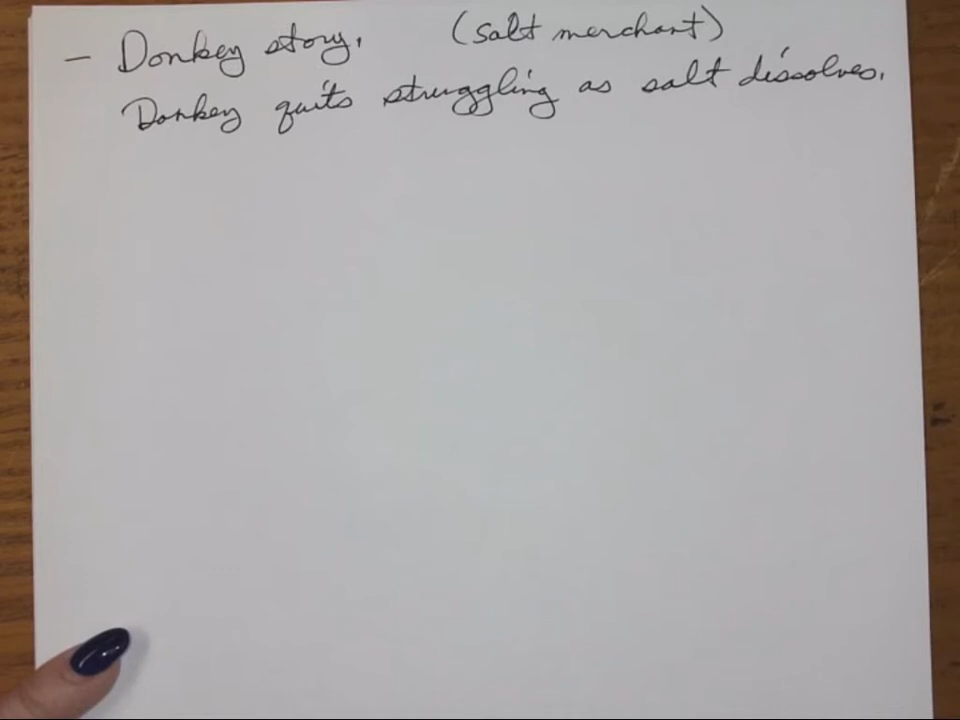 - Donkey story. (salt merchant)
Donkey quits struggling as salt dissolves.